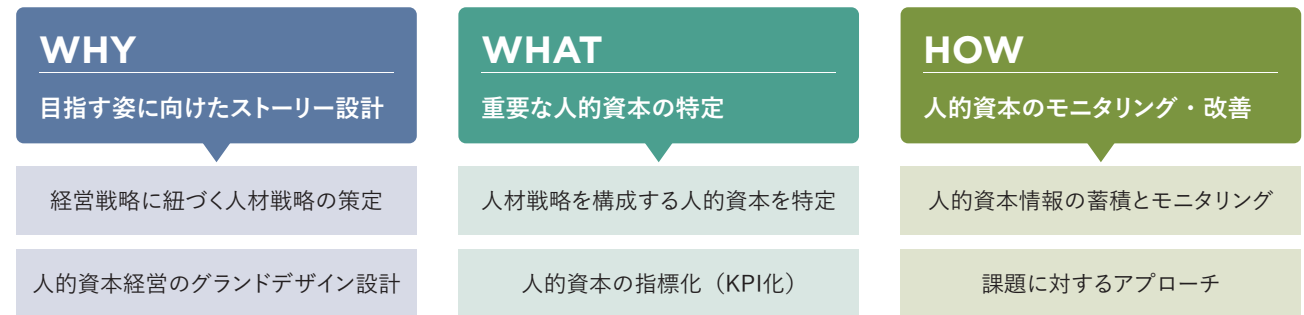 WHY
目指す姿に向けたストーリー設計
経営戦略に紐づく人材戦略の策定
人的資本経営のグランドデザイン設計
WHAT
重要な人的資本の特定
人材戦略を構成する人的資本を特定
人的資本の指標化（KPI化）
HOW
人的資本のモニタリング・改善
人的資本情報の蓄積とモニタリング
課題に対するアプローチ